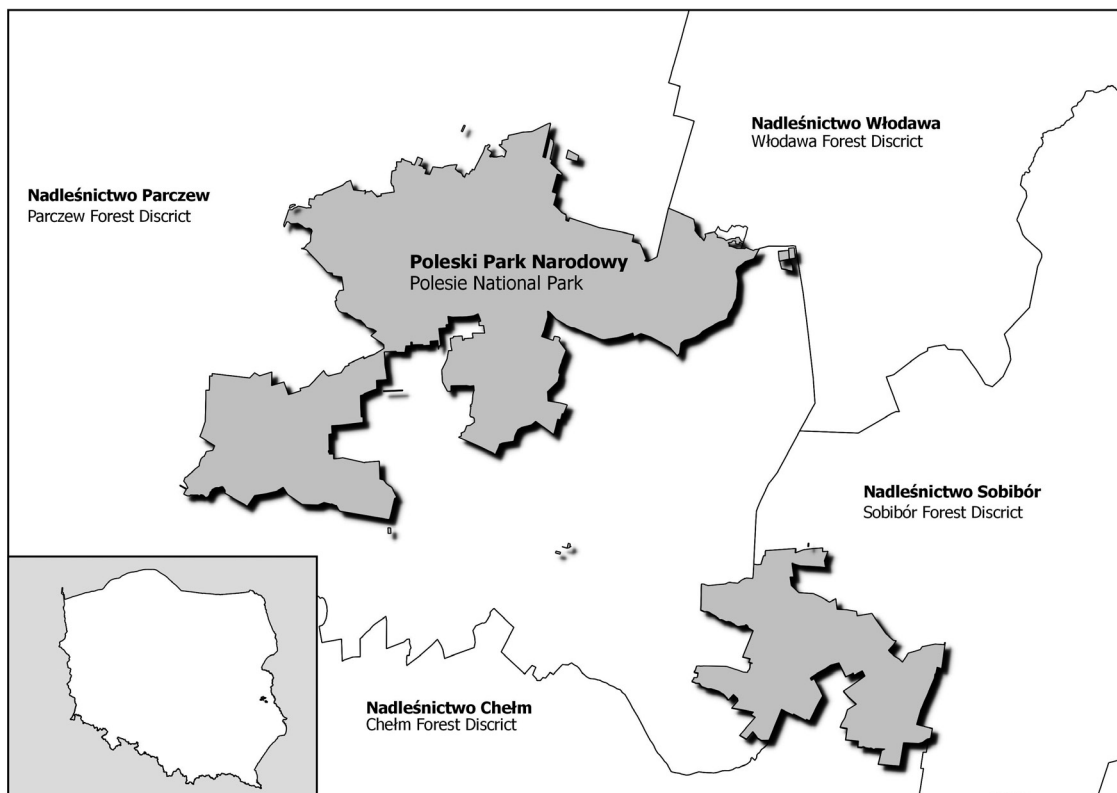 Nadleśnictwo Włodawa
Włodawa Forest Discrict
Nadleśnictwo Parczew
Parczew Forest Discrict
Poleski Park Narodowy
Polesie National Park
Nadleśnictwo Sobibór
Sobibór Forest Discrict
Nadleśnictwo Chełm
Chełm Forest Discrict